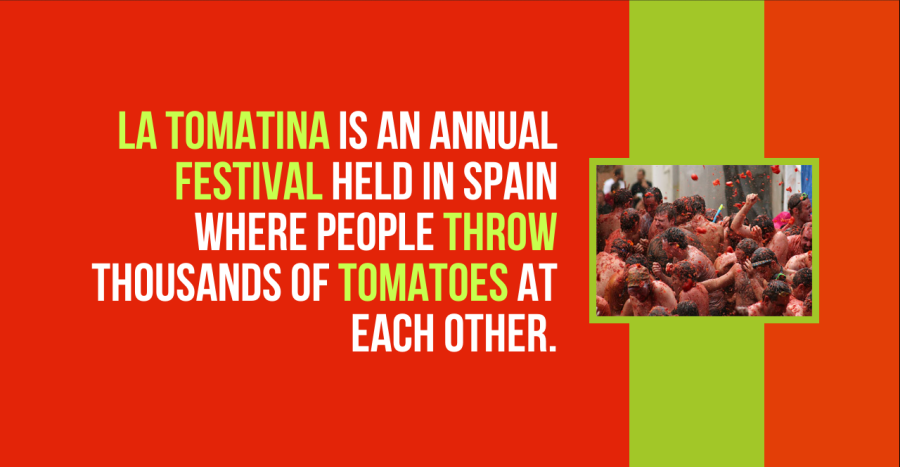 LA TOMATINA IS AN ANNUAL
FESTIVAL HELD IN SPAIN
WHERE PEOPLE THROW
THOUSANDS OF TOMATOES AT
EACH OTHER.